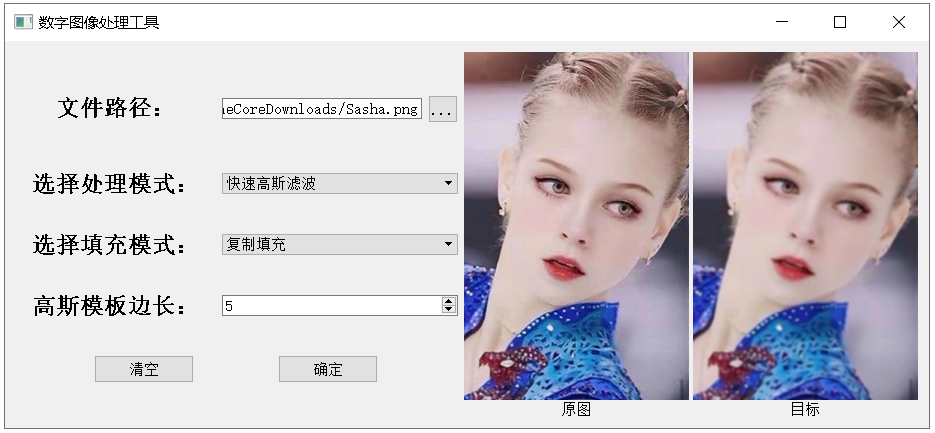 数字图像处理工具
文件路径：
neCoreDownloads/Sasha.png
...
选择处理模式：
快速高斯滤波
选择填充模式：
复制填充
高斯模板边长：
5
清空
确定
原图
目标